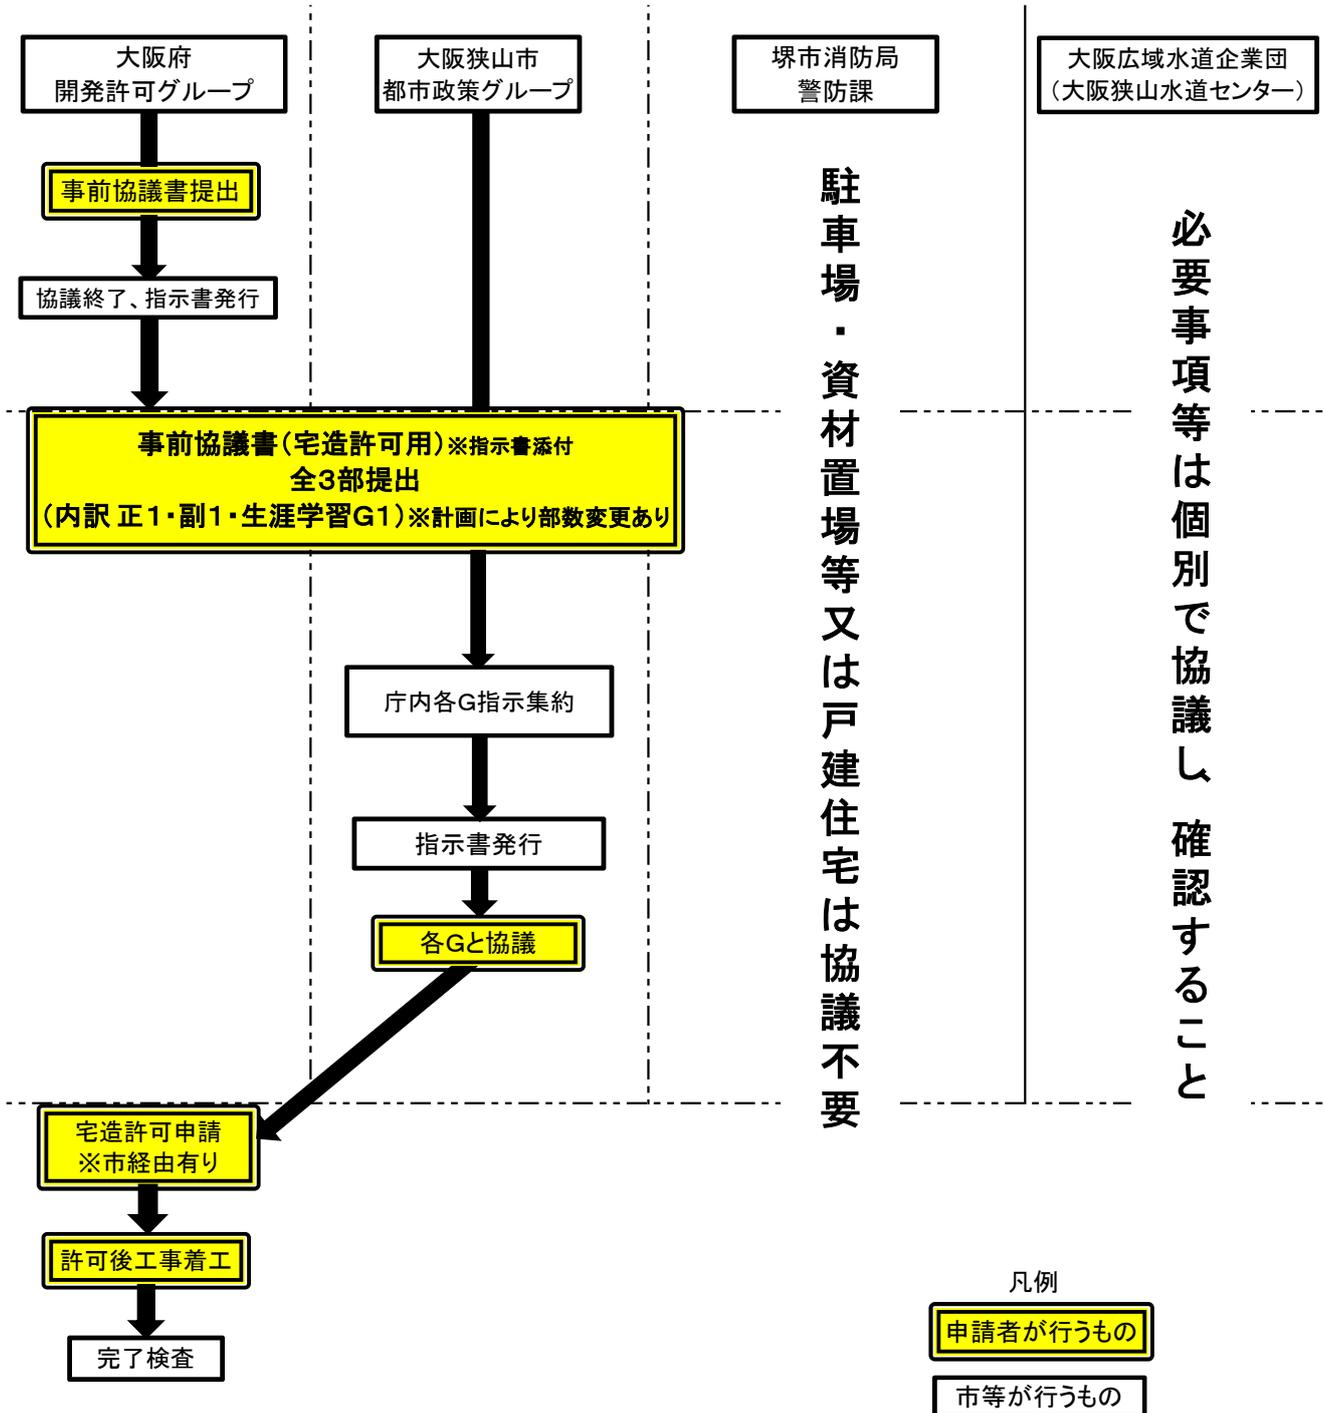 大阪府
開発許可グループ
大阪狭山市
都市政策グループ
堺市消防局
警防課
大阪広域水道企業団
（大阪狭山水道センター）
事前協議書提出
協議終了、指示書発行
事前協議書（宅造許可用）※指示書添付
全3部提出
（内訳 正1・副1・生涯学習G1）※計画により部数変更あり
庁内各G指示集約
指示書発行
各Gと協議
宅造許可申請
※市経由有り
許可後工事着工
完了検査
駐車場・資材置場等又は戸建住宅は協議不要
必要事項等は個別で協議し 確認すること
凡例
申請者が行うもの
市等が行うもの